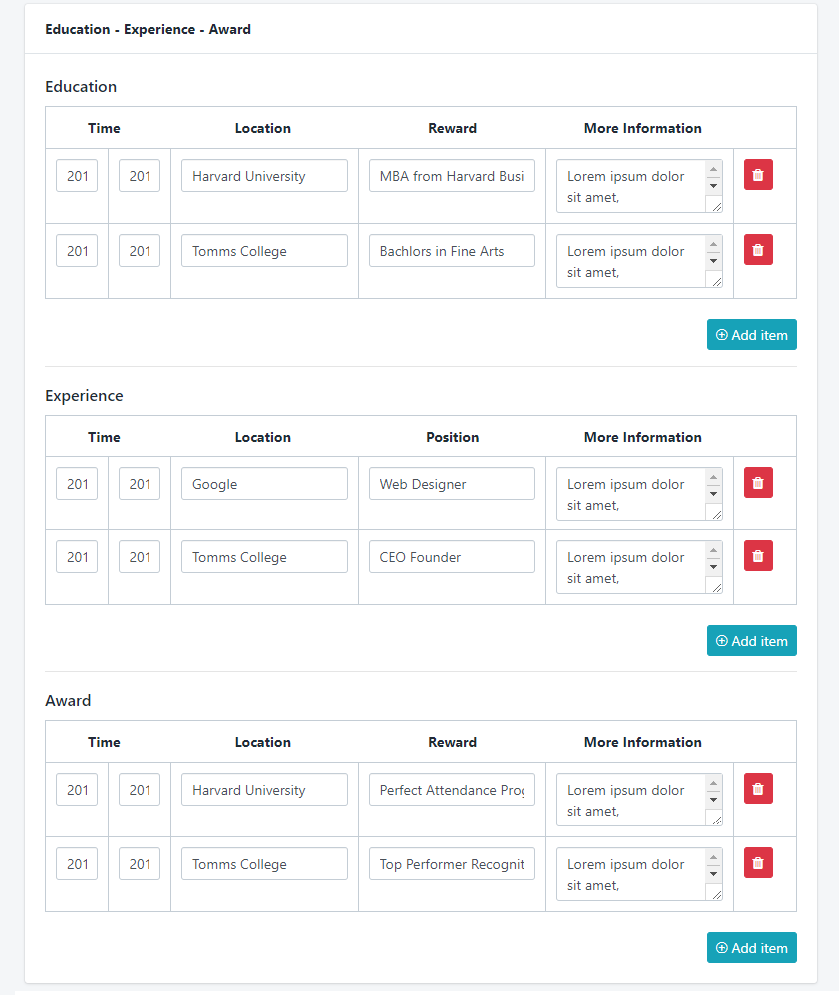 Education - Experience - Award
Education
Time Location Reward More Information
201 201 Harvard University MBA from Harvard Busi Lorem ipsum dolor
sit amet,
201 201 Tomms College Bachlors in Fine Arts Lorem ipsum dolor
sit amet,
Add item
Experience
Time Location Position More Information
201 201 Google Web Designer Lorem ipsum dolor
sit amet,
201 201 Tomms College CEO Founder Lorem ipsum dolor
sit amet,
Add item
Award
Time Location Reward More Information
201 201 Harvard University Perfect Attendance Prog Lorem ipsum dolor
sit amet,
201 201 Tomms College Top Performer Recognit Lorem ipsum dolor
sit amet,
Add item